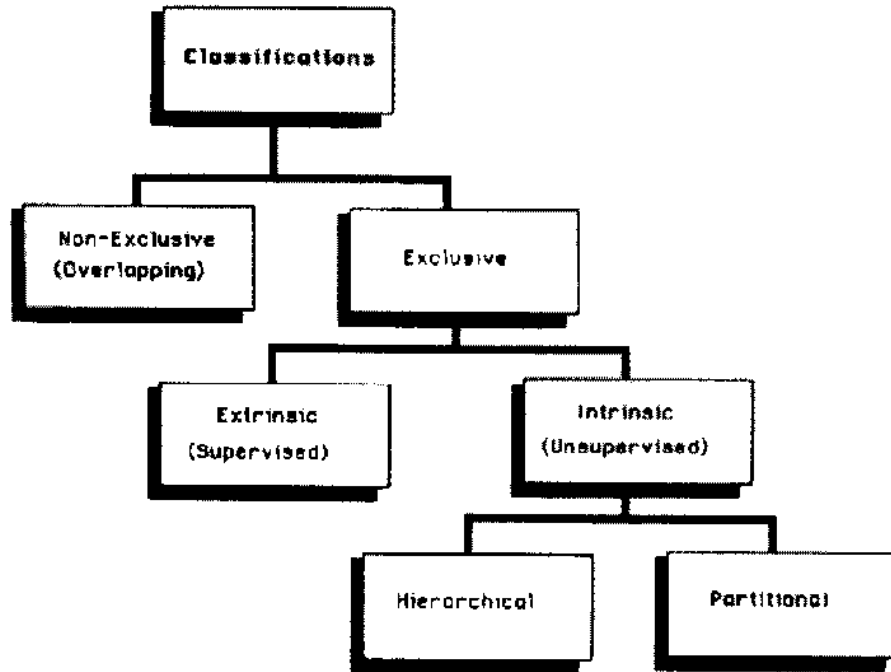 Classifications
Non-Exclusive
(Overlapping)
Exclusive
Extrinsic
(Supervised)
Intrinsic
(Unsupervised)
Hierarchical
Partitional